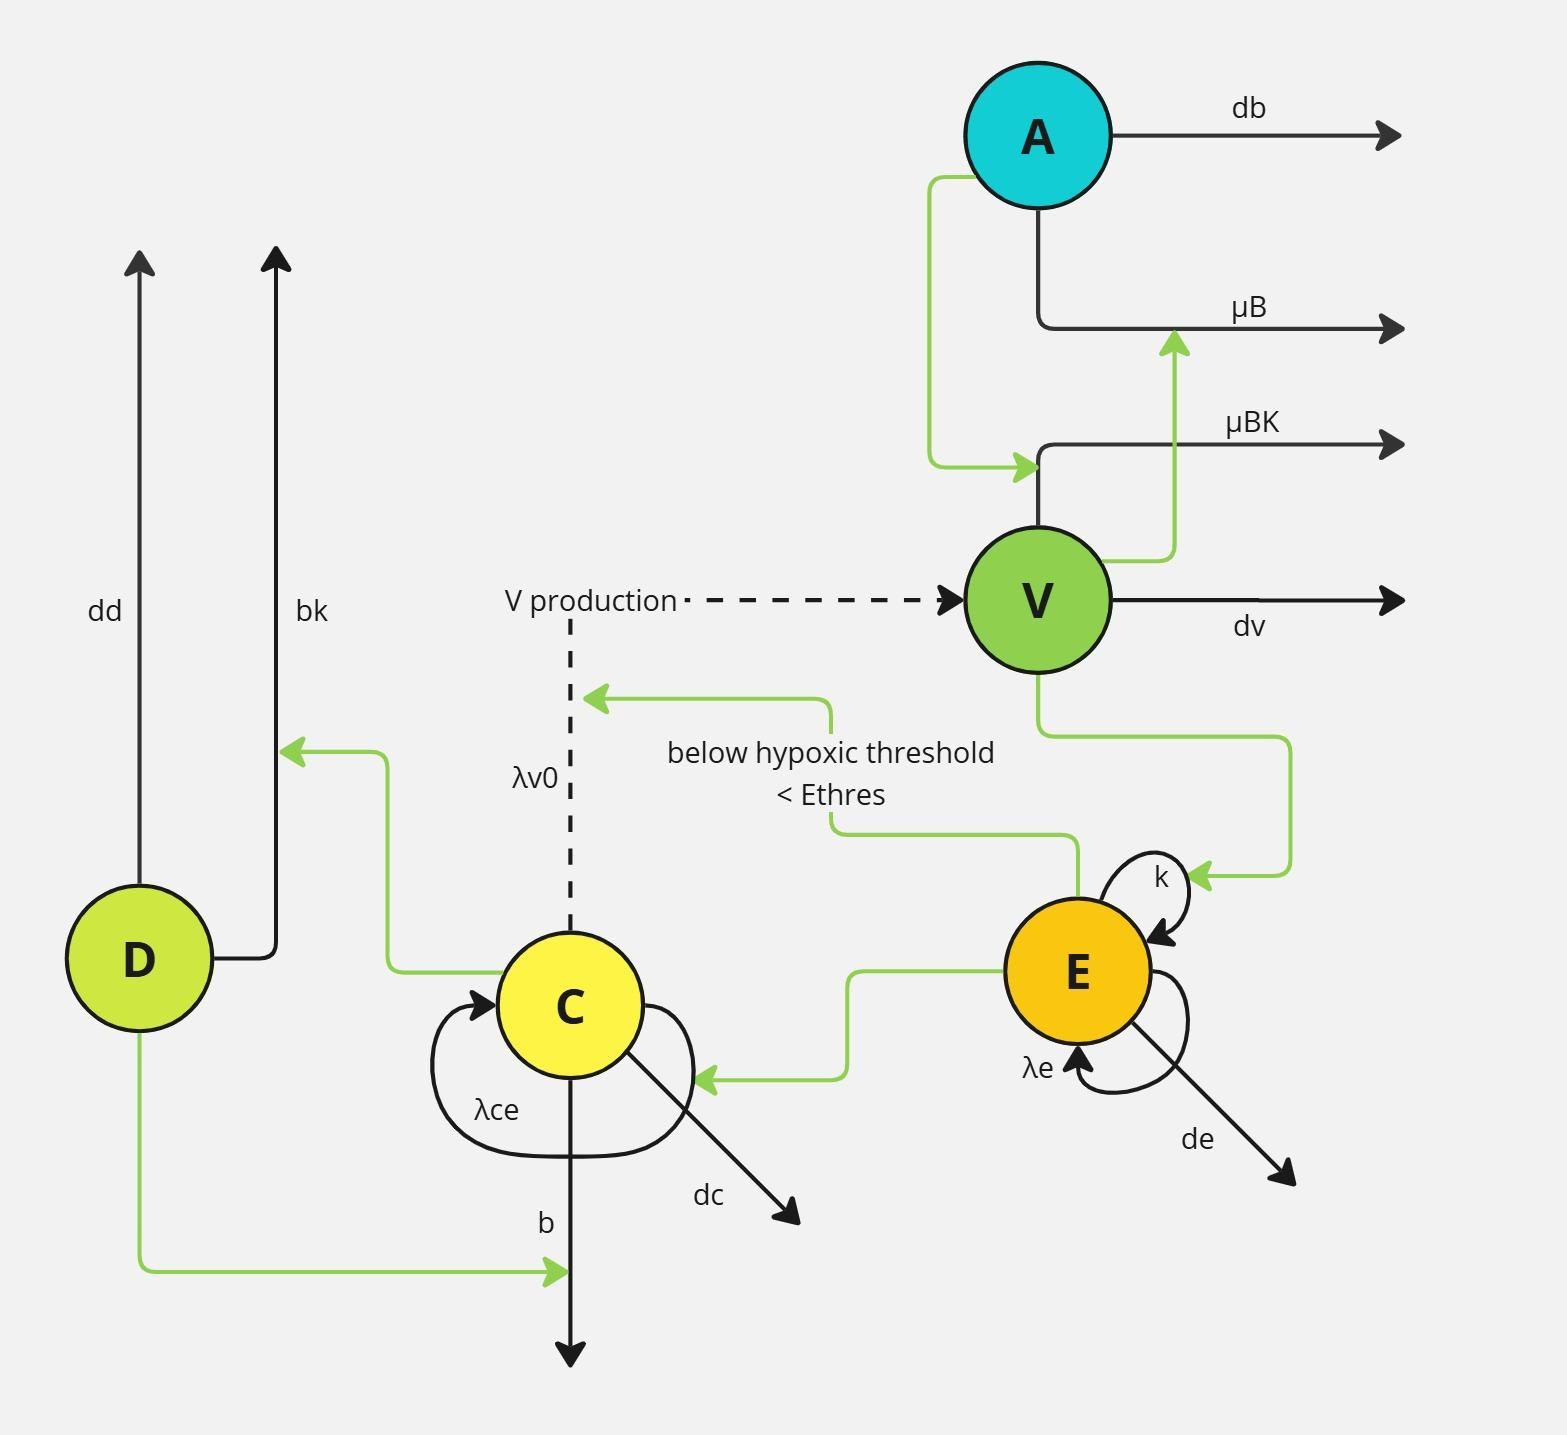 A
db
µB
µBK
V production
V
dv
dd
bk
λv0
below hypoxic threshold
< Ethres
k
D
C
E
λe
λce
de
dc
b